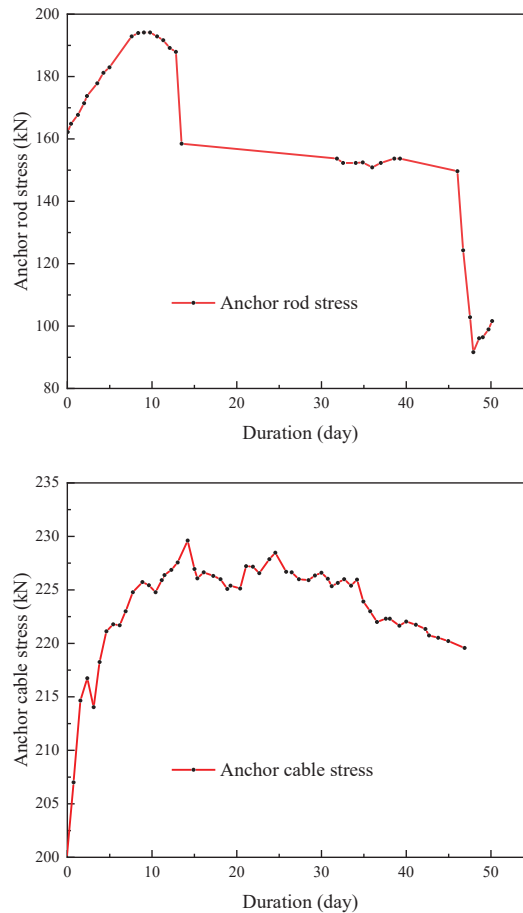 200
180
160
140
120
100
80
Anchor rod stress (kN)
Anchor rod stress
0 10 20 30 40 50
Duration (day)
235
230
225
220
215
210
205
200
Anchor cable stress (kN)
Anchor cable stress
0 10 20 30 40 50
Duration (day)